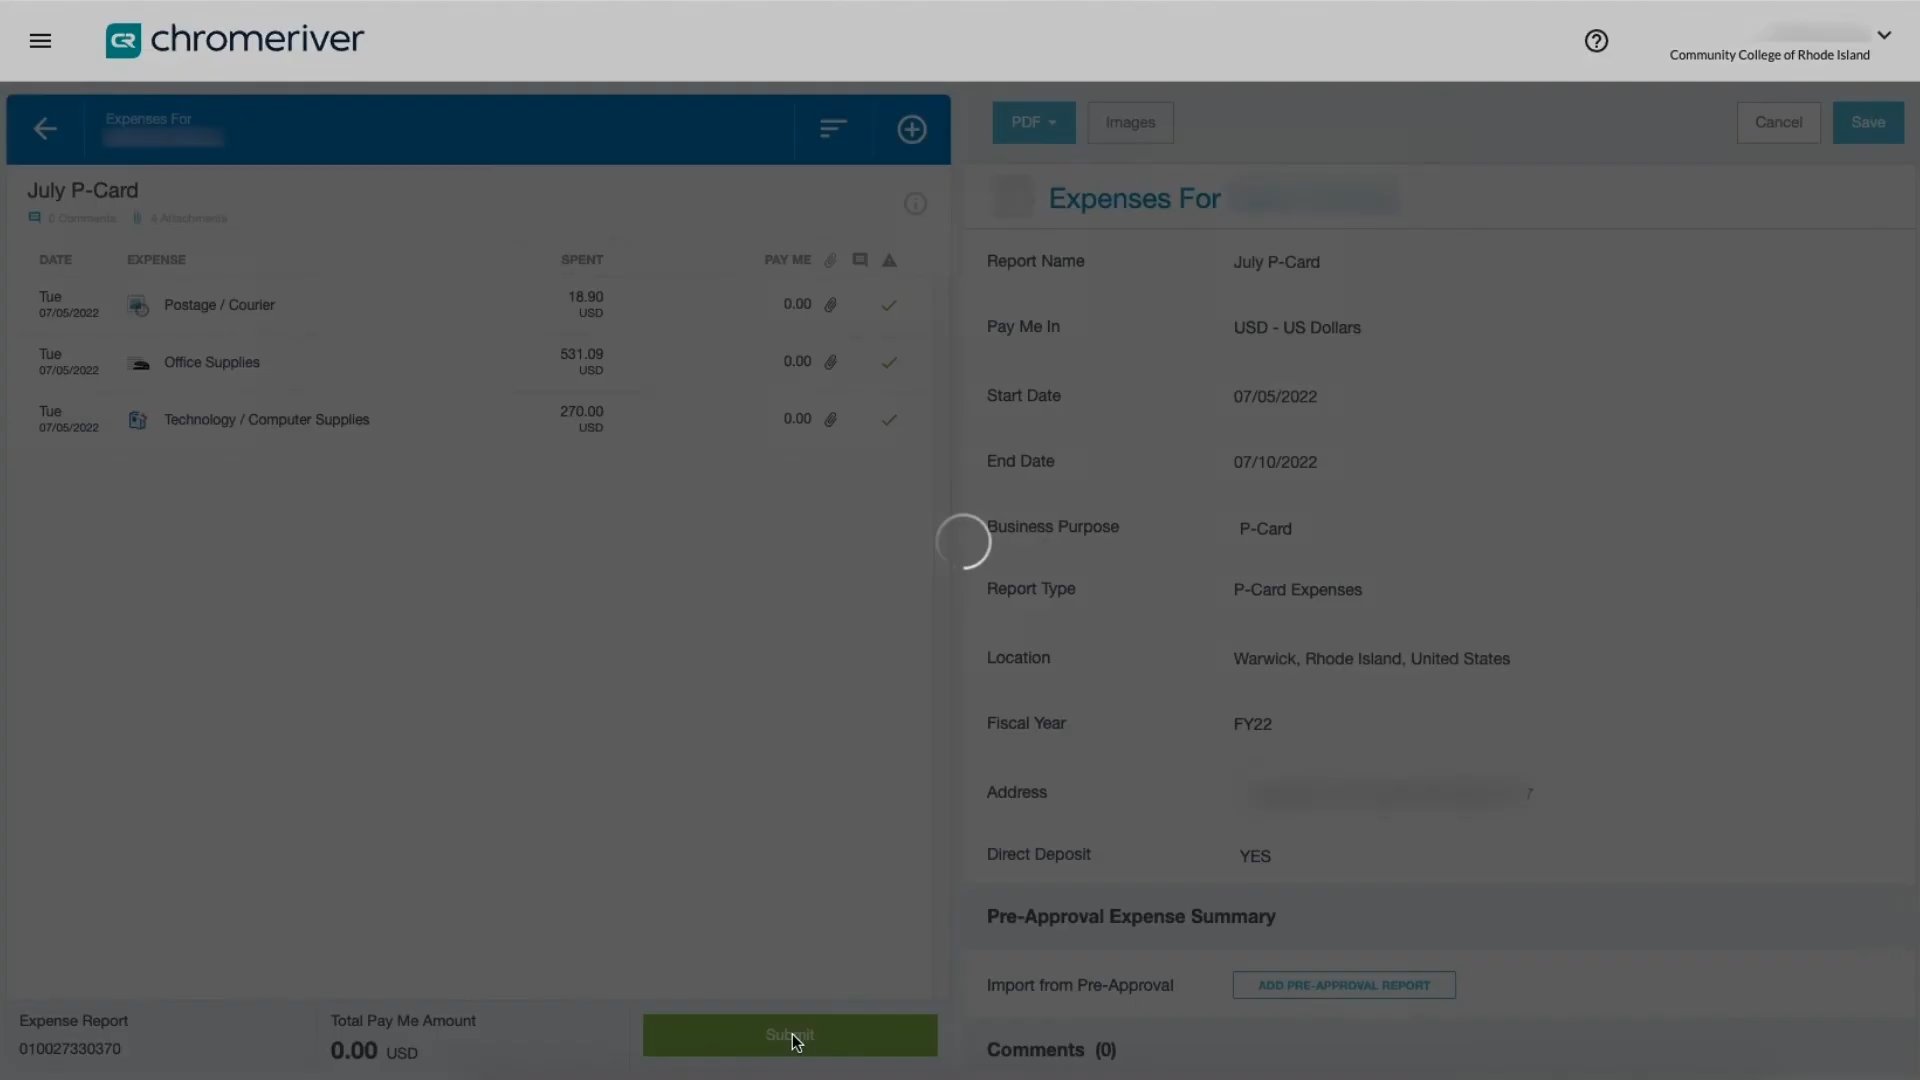 chromeriver
Community College of Rhode Island
Expenses For
PDF
Images
Cancel
Save
July P-Card
0 Comments 4 Attachments
DATE EXPENSE SPENT PAY ME
Tue
07/05/2022
Postage / Courier
18.90
USD
0.00
Tue
07/05/2022
Office Supplies
531.09
USD
0.00
Tue
07/05/2022
Technology / Computer Supplies
270.00
USD
0.00
Expense Report
010027330370
Total Pay Me Amount
0.00 USD
Submit
Expenses For
Report Name July P-Card
Pay Me In USD - US Dollars
Start Date 07/05/2022
End Date 07/10/2022
Business Purpose P-Card
Report Type P-Card Expenses
Location Warwick, Rhode Island, United States
Fiscal Year FY22
Address 7
Direct Deposit YES
Pre-Approval Expense Summary
Import from Pre-Approval ADD PRE-APPROVAL REPORT
Comments (0)